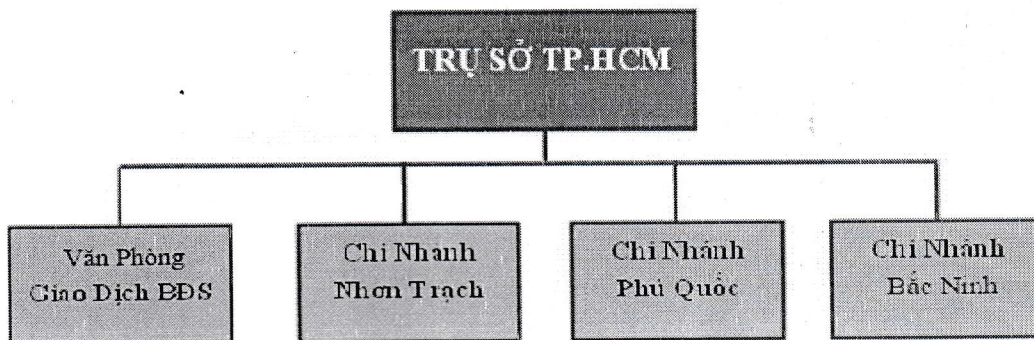 TRỤ SỞ TP.HCM
Văn Phòng
Giao Dịch BĐS
Chi Nhánh
Nhơn Trạch
Chi Nhánh
Phú Quốc
Chi Nhánh
Bắc Ninh